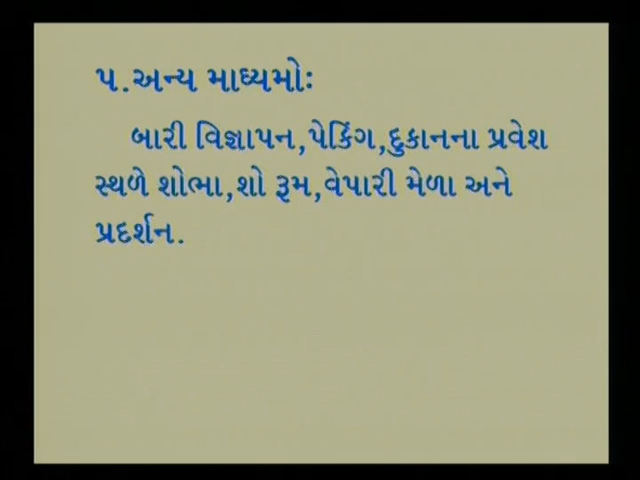 ૫.અન્ય માધ્યમોઃ
બારી વિજ્ઞાપન,પેકિંગ,દુકાનના પ્રવેશ
સ્થળે શોભા,શો રૂમ,વેપારી મેળા અને
પ્રદર્શન.